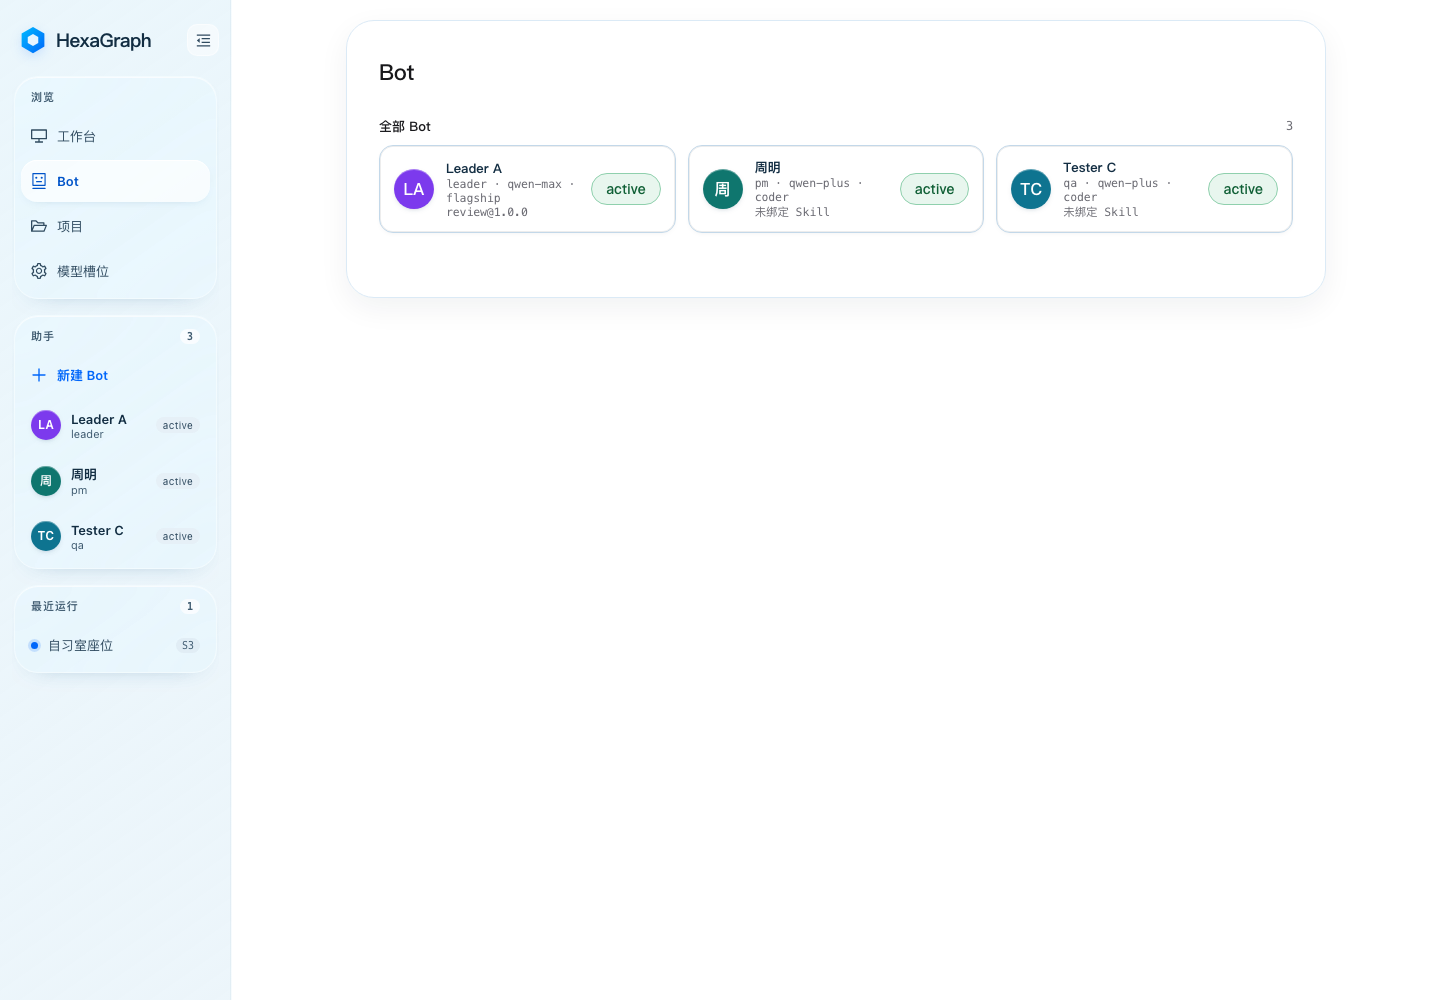 HexaGraph
浏览
工作台
Bot
项目
模型槽位
助手 3
新建 Bot
LA Leader A active
leader
周 周明 active
pm
TC Tester C active
qa
最近运行 1
自习室座位 S3
Bot
全部 Bot 3
LA
Leader A
leader · qwen-max ·
flagship
review@1.0.0
active
周
周明
pm · qwen-plus ·
coder
未绑定 Skill
active
TC
Tester C
qa · qwen-plus ·
coder
未绑定 Skill
active